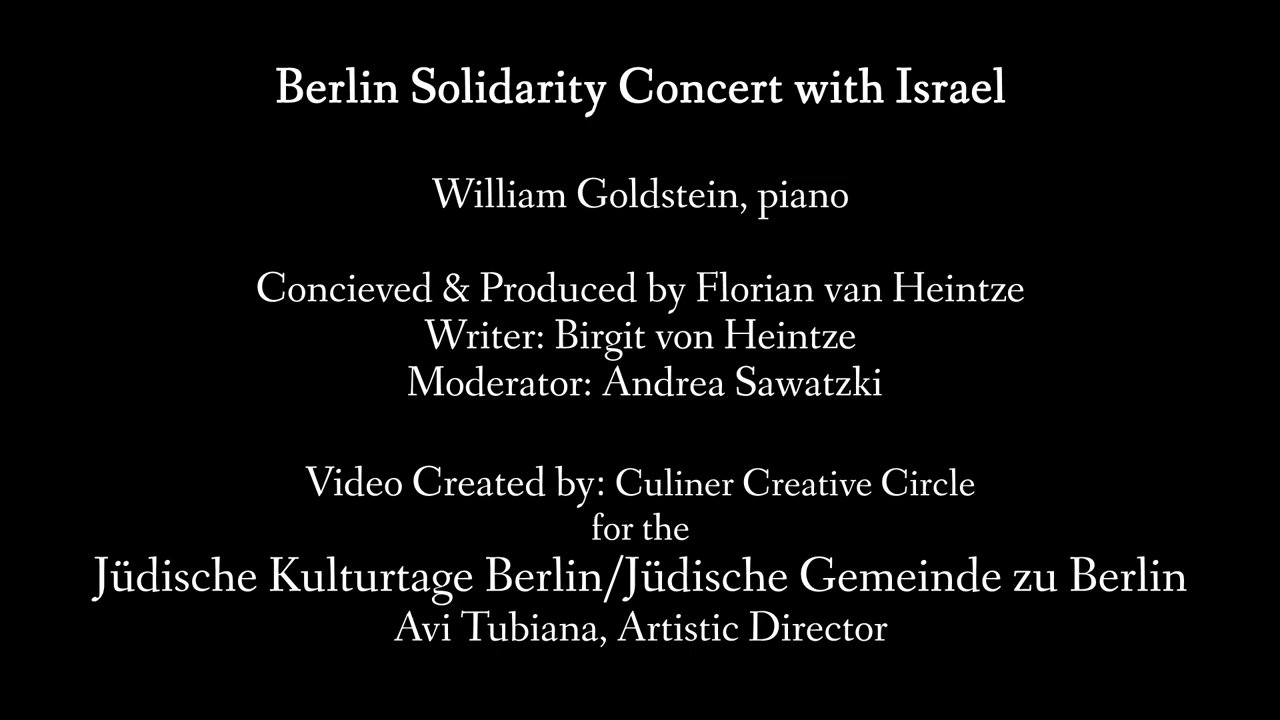 Berlin Solidarity Concert with Israel
William Goldstein, piano
Concieved & Produced by Florian van Heintze
Writer: Birgit von Heintze
Moderator: Andrea Sawatzki
Video Created by: Culiner Creative Circle
for the
Jüdische Kulturtage Berlin/Jüdische Gemeinde zu Berlin
Avi Tubiana, Artistic Director